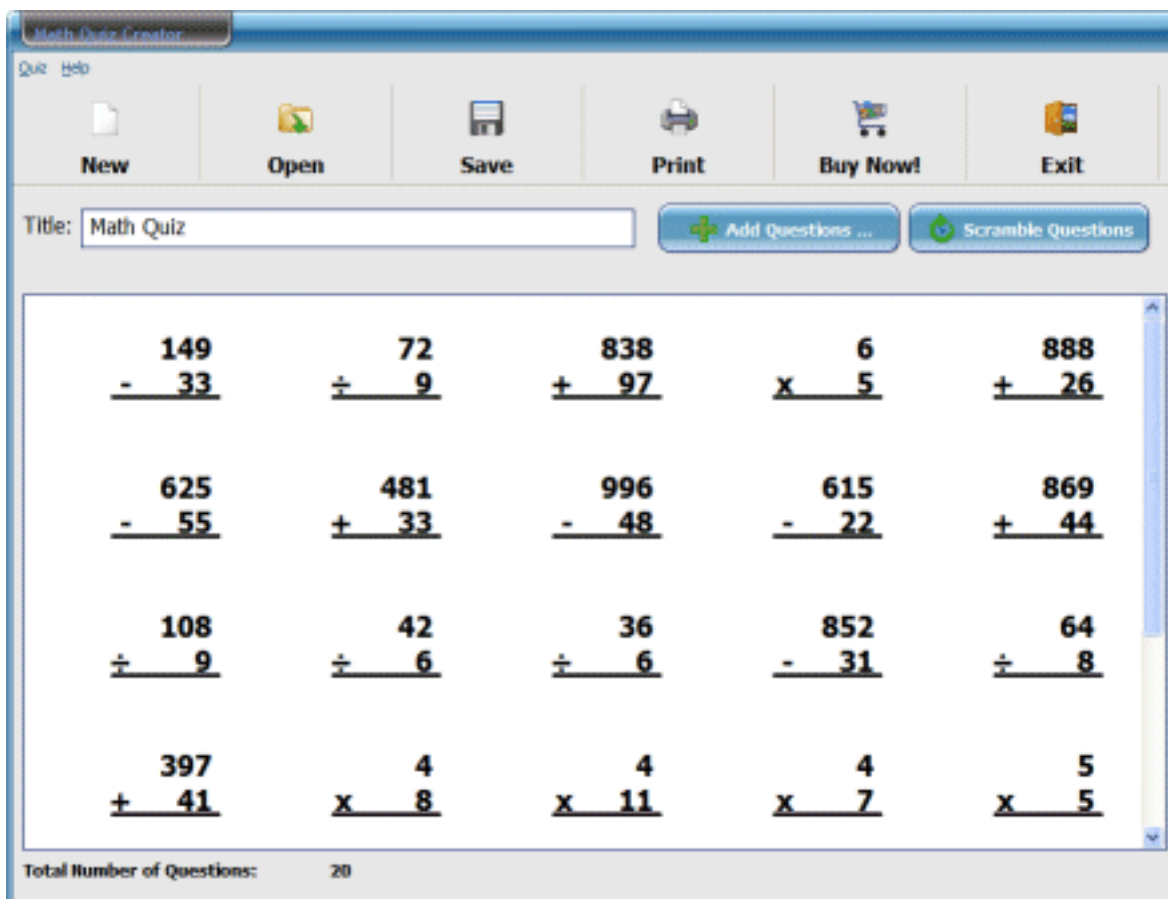 Math Quiz Creator
Quiz Help
New Open Save Print Buy Now! Exit
Title: Math Quiz Add Questions ... Scramble Questions
149 72 838 6 888
- 33 ÷ 9 + 97 x 5 + 26
625 481 996 615 869
- 55 + 33 - 48 - 22 + 44
108 42 36 852 64
÷ 9 ÷ 6 ÷ 6 - 31 ÷ 8
397 4 4 4 5
+ 41 x 8 x 11 x 7 x 5
Total Number of Questions: 20